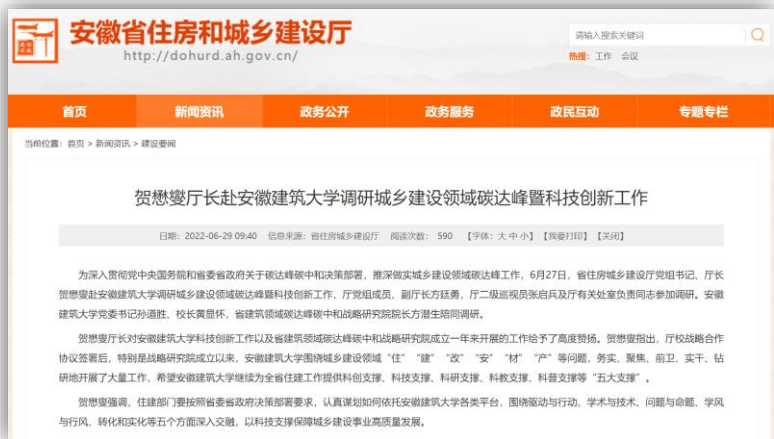 安徽省住房和城乡建设厅
http://dohurd.ah.gov.cn/
请输入搜索关键词
热搜：工作 会议
首页 新闻资讯 政务公开 政务服务 政民互动 专题专栏
当前位置：首页 > 新闻资讯 > 建设要闻
贺懋燮厅长赴安徽建筑大学调研城乡建设领域碳达峰暨科技创新工作
日期：2022-06-29 09:40 信息来源：省住房城乡建设厅 阅读次数：590 【字体：大 中 小】【我要打印】【关闭】
为深入贯彻党中央国务院和省委省政府关于碳达峰碳中和决策部署，推深做实城乡建设领域碳达峰工作，6月27日，省住房城乡建设厅党组书记、厅长
贺懋燮赴安徽建筑大学调研城乡建设领域碳达峰暨科技创新工作，厅党组成员、副厅长方廷勇，厅二级巡视员张启兵及厅有关处室负责同志参加调研。安徽
建筑大学党委书记孙道胜、校长黄显怀，省建筑领域碳达峰碳中和战略研究院院长方潜生陪同调研。
贺懋燮厅长对安徽建筑大学科技创新工作以及省建筑领域碳达峰碳中和战略研究院成立一年来开展的工作给予了高度赞扬。贺懋燮指出，厅校战略合作
协议签署后，特别是战略研究院成立以来，安徽建筑大学围绕城乡建设领域“住”“建”“改”“安”“材”“产”等问题，务实、聚焦、前卫、实干、钻
研地开展了大量工作，希望安徽建筑大学继续为全省住建工作提供科创支撑、科技支撑、科研支撑、科教支撑、科普支撑等“五大支撑”。
贺懋燮强调，住建部门要按照省委省政府决策部署要求，认真谋划如何依托安徽建筑大学各类平台，围绕驱动与行动、学术与技术、问题与命题、学风
与行风、转化和实化等五个方面深入交融，以科技支撑保障城乡建设事业高质量发展。